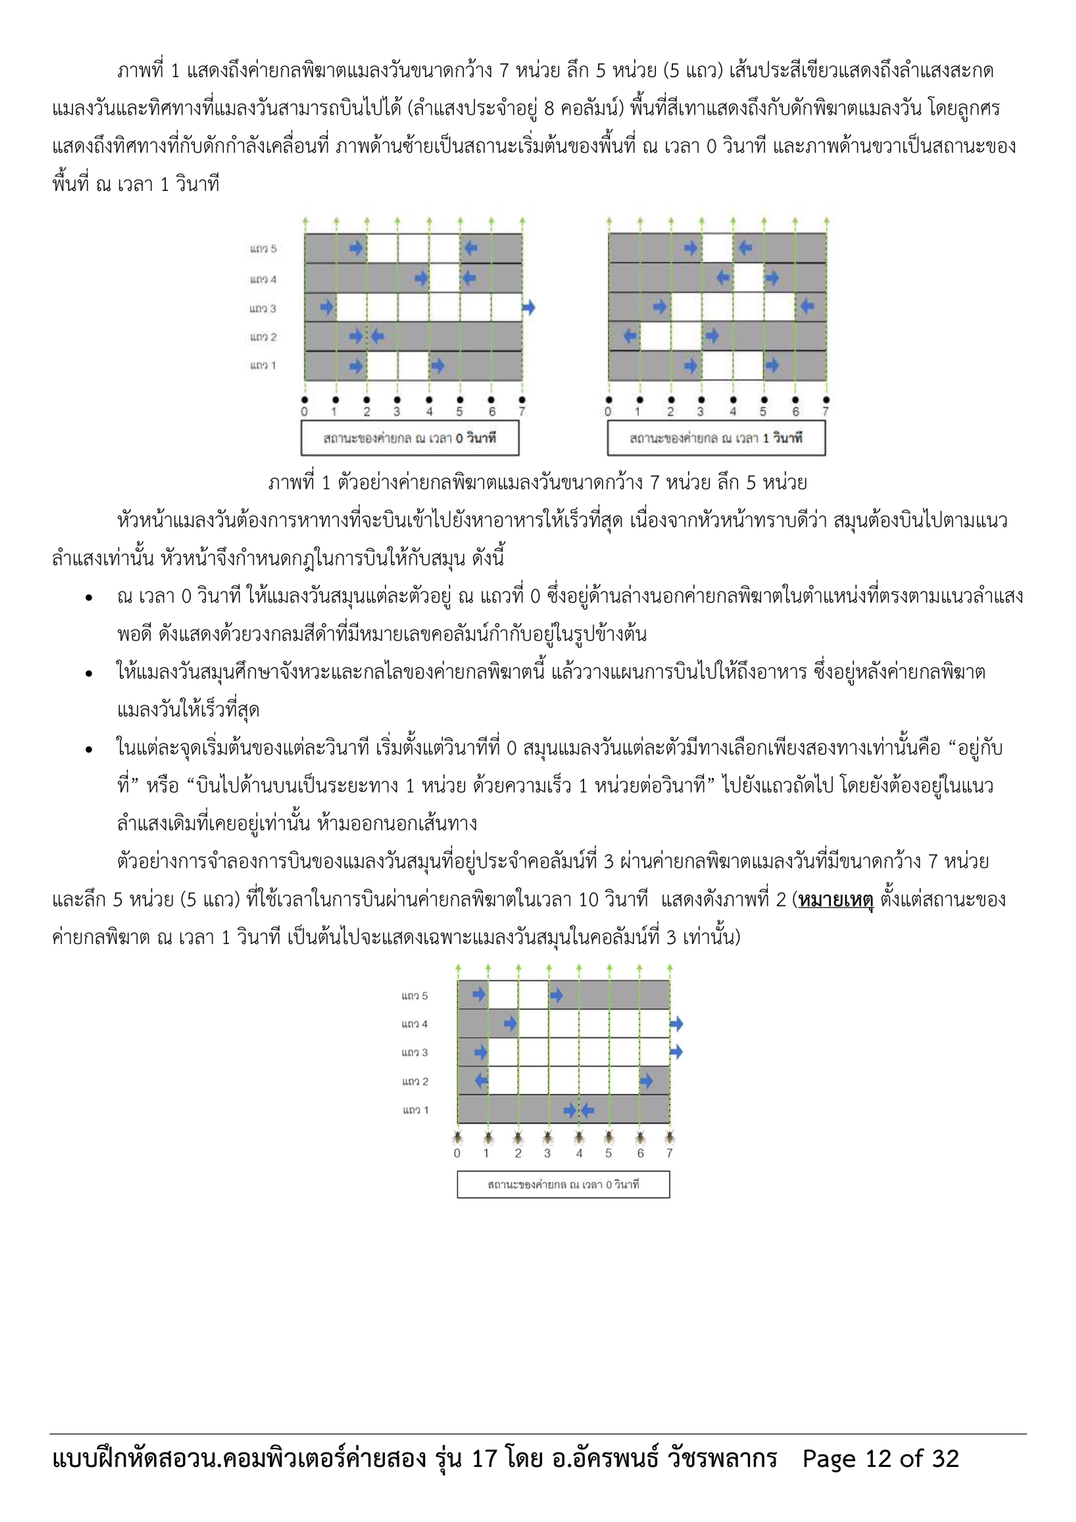 ภาพที่ 1 แสดงถึงค่ายกลพิฆาตแมลงวันขนาดกว้าง 7 หน่วย ลึก 5 หน่วย (5 แถว) เส้นประสีเขียวแสดงถึงลำแสงสะกด
แมลงวันและทิศทางที่แมลงวันสามารถบินไปได้ (ลำแสงประจำอยู่ 8 คอลัมน์) พื้นที่สีเทาแสดงถึงกับดักพิฆาตแมลงวัน โดยลูกศร
แสดงถึงทิศทางที่กับดักกำลังเคลื่อนที่ ภาพด้านซ้ายเป็นสถานะเริ่มต้นของพื้นที่ ณ เวลา 0 วินาที และภาพด้านขวาเป็นสถานะของ
พื้นที่ ณ เวลา 1 วินาที
แถว 5
แถว 4
แถว 3
แถว 2
แถว 1
0 1 2 3 4 5 6 7
0 1 2 3 4 5 6 7
สถานะของค่ายกล ณ เวลา 0 วินาที
สถานะของค่ายกล ณ เวลา 1 วินาที
ภาพที่ 1 ตัวอย่างค่ายกลพิฆาตแมลงวันขนาดกว้าง 7 หน่วย ลึก 5 หน่วย
หัวหน้าแมลงวันต้องการหาทางที่จะบินเข้าไปยังหาอาหารให้เร็วที่สุด เนื่องจากหัวหน้าทราบดีว่า สมุนต้องบินไปตามแนว
ลำแสงเท่านั้น หัวหน้าจึงกำหนดกฎในการบินให้กับสมุน ดังนี้
• ณ เวลา 0 วินาที ให้แมลงวันสมุนแต่ละตัวอยู่ ณ แถวที่ 0 ซึ่งอยู่ด้านล่างนอกค่ายกลพิฆาตในตำแหน่งที่ตรงตามแนวลำแสง
พอดี ดังแสดงด้วยวงกลมสีดำที่มีหมายเลขคอลัมน์กำกับอยู่ในรูปข้างต้น
• ให้แมลงวันสมุนศึกษาจังหวะและกลไลของค่ายกลพิฆาตนี้ แล้ววางแผนการบินไปให้ถึงอาหาร ซึ่งอยู่หลังค่ายกลพิฆาต
แมลงวันให้เร็วที่สุด
• ในแต่ละจุดเริ่มต้นของแต่ละวินาที เริ่มตั้งแต่วินาทีที่ 0 สมุนแมลงวันแต่ละตัวมีทางเลือกเพียงสองทางเท่านั้นคือ “อยู่กับ
ที่” หรือ “บินไปด้านบนเป็นระยะทาง 1 หน่วย ด้วยความเร็ว 1 หน่วยต่อวินาที” ไปยังแถวถัดไป โดยยังต้องอยู่ในแนว
ลำแสงเดิมที่เคยอยู่เท่านั้น ห้ามออกนอกเส้นทาง
ตัวอย่างการจำลองการบินของแมลงวันสมุนที่อยู่ประจำคอลัมน์ที่ 3 ผ่านค่ายกลพิฆาตแมลงวันที่มีขนาดกว้าง 7 หน่วย
และลึก 5 หน่วย (5 แถว) ที่ใช้เวลาในการบินผ่านค่ายกลพิฆาตในเวลา 10 วินาที แสดงดังภาพที่ 2 (หมายเหตุ ตั้งแต่สถานะของ
ค่ายกลพิฆาต ณ เวลา 1 วินาที เป็นต้นไปจะแสดงเฉพาะแมลงวันสมุนในคอลัมน์ที่ 3 เท่านั้น)
แถว 5
แถว 4
แถว 3
แถว 2
แถว 1
0 1 2 3 4 5 6 7
สถานะของค่ายกล ณ เวลา 0 วินาที
แบบฝึกหัดสอวน.คอมพิวเตอร์ค่ายสอง รุ่น 17 โดย อ.อัครพนธ์ วัชรพลากร Page 12 of 32